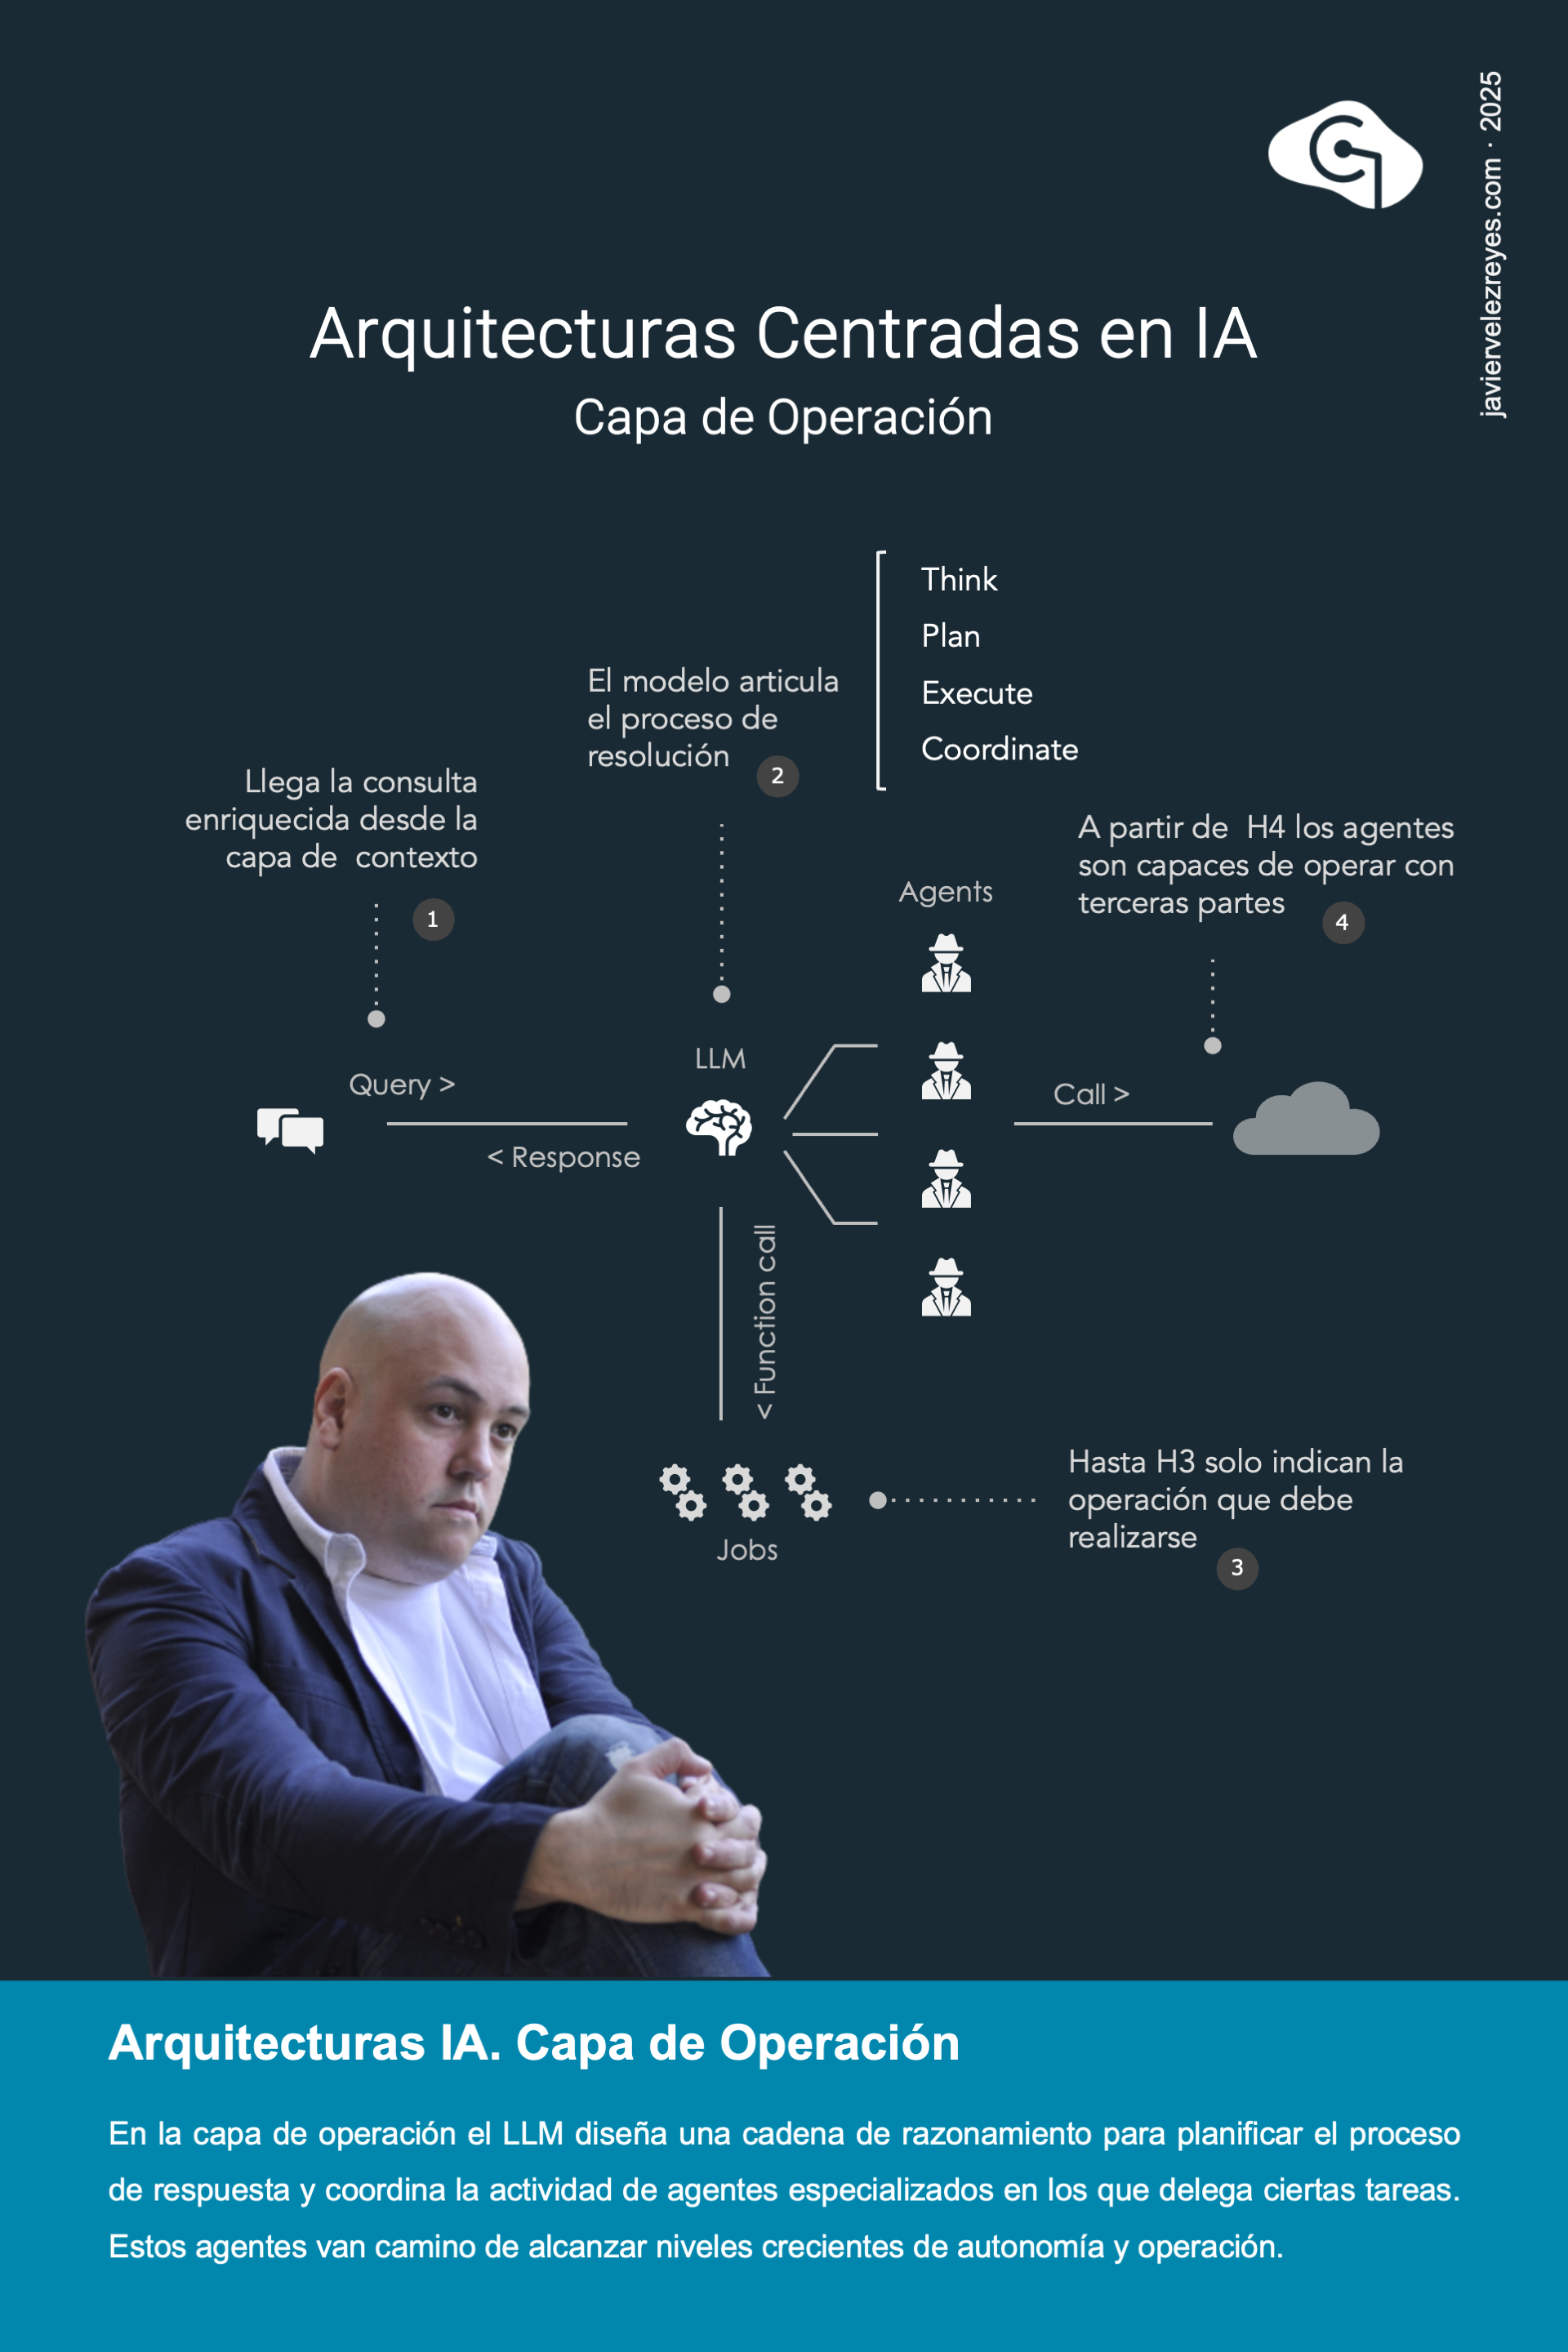 javiervelezreyes.com · 2025
Arquitecturas Centradas en IA
Capa de Operación
Think
Plan
Execute
Coordinate
El modelo articula
el proceso de
resolución
2
Llega la consulta
enriquecida desde la
capa de contexto
1
A partir de H4 los agentes
son capaces de operar con
terceras partes
4
Agents
LLM
Query >
< Response
Call >
< Function call
Jobs
Hasta H3 solo indican la
operación que debe
realizarse
3
Arquitecturas IA. Capa de Operación
En la capa de operación el LLM diseña una cadena de razonamiento para planificar el proceso
de respuesta y coordina la actividad de agentes especializados en los que delega ciertas tareas.
Estos agentes van camino de alcanzar niveles crecientes de autonomía y operación.